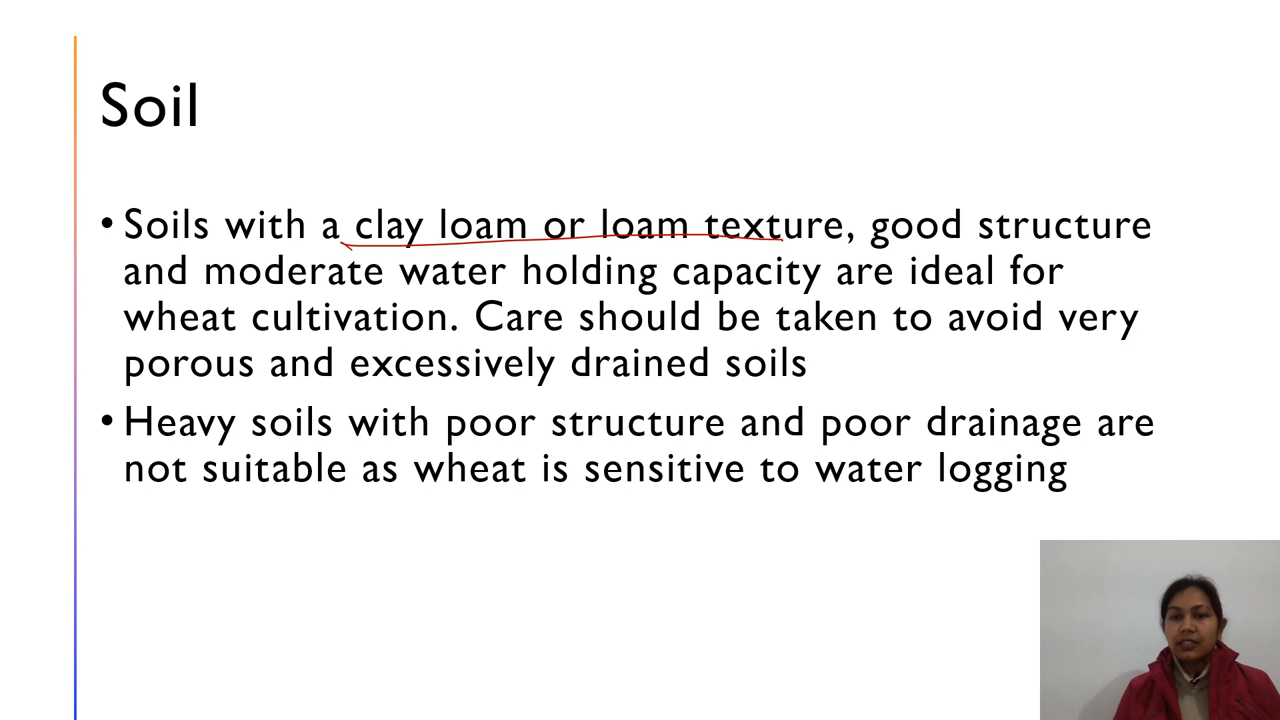 Soil
• Soils with a clay loam or loam texture, good structure
and moderate water holding capacity are ideal for
wheat cultivation. Care should be taken to avoid very
porous and excessively drained soils
• Heavy soils with poor structure and poor drainage are
not suitable as wheat is sensitive to water logging